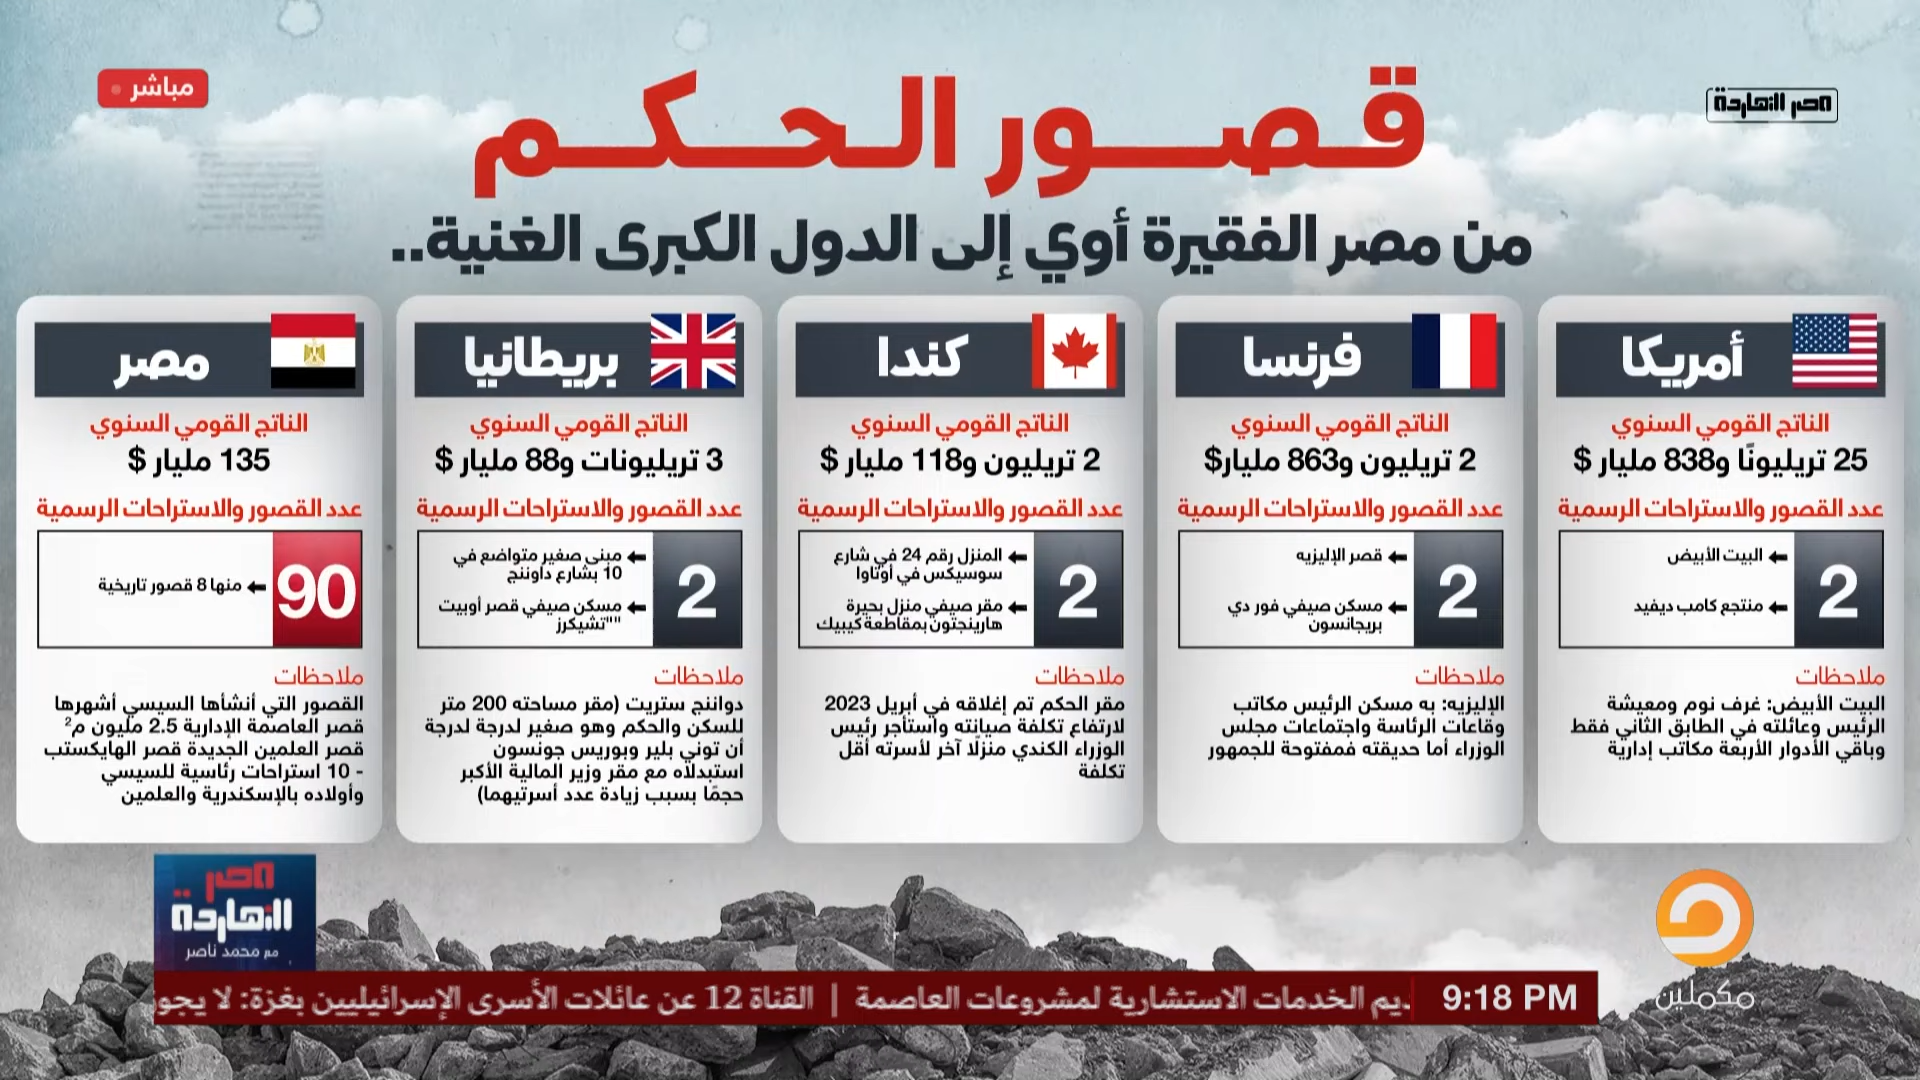 مباشر
مصر النهاردة
قصور الحكم
من مصر الفقيرة أوي إلى الدول الكبرى الغنية..
أمريكا
الناتج القومي السنوي
25 تريليونًا و838 مليار $
عدد القصور والاستراحات الرسمية
2
البيت الأبيض
منتجع كامب ديفيد
ملاحظات
البيت الأبيض: غرف نوم ومعيشة
الرئيس وعائلته في الطابق الثاني فقط
وباقي الأدوار الأربعة مكاتب إدارية
فرنسا
الناتج القومي السنوي
2 تريليون و863 مليار$
عدد القصور والاستراحات الرسمية
2
قصر الإليزيه
مسكن صيفي فور دي
بريجانسون
ملاحظات
الإليزيه: به مسكن الرئيس مكاتب
وقاعات الرئاسة واجتماعات مجلس
الوزراء أما حديقته فمفتوحة للجمهور
كندا
الناتج القومي السنوي
2 تريليون و118 مليار $
عدد القصور والاستراحات الرسمية
2
المنزل رقم 24 في شارع
سوسيكس في أوتاوا
مقر صيفي منزل بحيرة
هارينجتون بمقاطعة كيبيك
ملاحظات
مقر الحكم تم إغلاقه في أبريل 2023
لارتفاع تكلفة صيانته واستأجر رئيس
الوزراء الكندي منزلًا آخر لأسرته أقل
تكلفة
بريطانيا
الناتج القومي السنوي
3 تريليونات و88 مليار $
عدد القصور والاستراحات الرسمية
2
مبنى صغير متواضع في
10 بشارع داوننج
مسكن صيفي قصر أوبيت
""تشيكرز
ملاحظات
دواننج ستريت (مقر مساحته 200 متر
للسكن والحكم وهو صغير لدرجة لدرجة
أن توني بلير وبوريس جونسون
استبدلاه مع مقر وزير المالية الأكبر
حجمًا بسبب زيادة عدد أسرتيهما)
مصر
الناتج القومي السنوي
135 مليار $
عدد القصور والاستراحات الرسمية
90
منها 8 قصور تاريخية
ملاحظات
القصور التي أنشأها السيسي أشهرها
قصر العاصمة الإدارية 2.5 مليون م²
قصر العلمين الجديدة قصر الهايكستب
- 10 استراحات رئاسية للسيسي
وأولاده بالإسكندرية والعلمين
مصر
النهاردة
مع محمد ناصر
مكملين
9:18 PM
ديم الخدمات الاستشارية لمشروعات العاصمة | القناة 12 عن عائلات الأسرى الإسرائيليين بغزة: لا يجوز